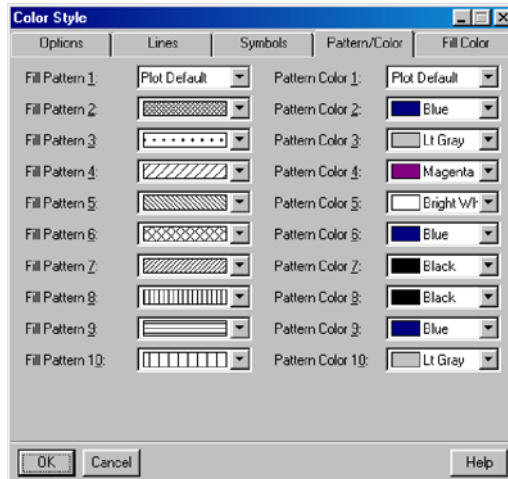 Color Style
Options Lines Symbols Pattern/Color Fill Color
Fill Pattern 1: Plot Default Pattern Color 1: Plot Default
Fill Pattern 2: Pattern Color 2: Blue
Fill Pattern 3: Pattern Color 3: Lt Gray
Fill Pattern 4: Pattern Color 4: Magenta
Fill Pattern 5: Pattern Color 5: Bright Wh
Fill Pattern 6: Pattern Color 6: Blue
Fill Pattern 7: Pattern Color 7: Black
Fill Pattern 8: Pattern Color 8: Black
Fill Pattern 9: Pattern Color 9: Blue
Fill Pattern 10: Pattern Color 10: Lt Gray
OK Cancel Help